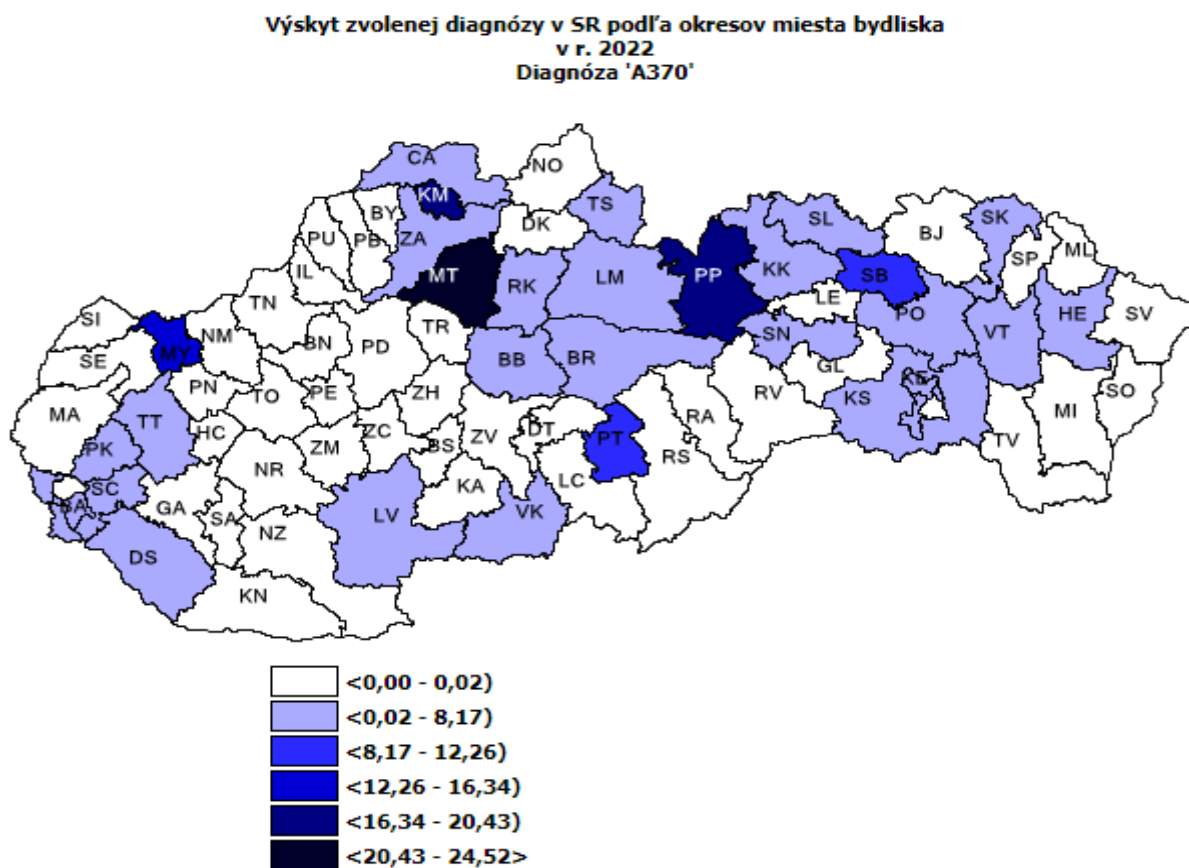 Výskyt zvolenej diagnózy v SR podľa okresov miesta bydliska
v r. 2022
Diagnóza 'A370'
CA
NO
KM
BY
TS
SL
SK
PU
PB
ZA
DK
BJ
ML
SP
IL
MT
RK
LM
PP
KK
SB
TN
LE
HE
SI
NM
TR
PO
SV
MY
BN
PD
SN
VT
SE
BB
BR
GL
PN
TO
PE
ZH
RV
KE
SO
MA
TT
KS
MI
HC
ZM
ZC
BS
ZV
DT
PT
RA
TV
PK
NR
RS
SC
KA
LC
BA
GA
SA
LV
VK
NZ
DS
KN
<0,00 - 0,02)
<0,02 - 8,17)
<8,17 - 12,26)
<12,26 - 16,34)
<16,34 - 20,43)
<20,43 - 24,52>